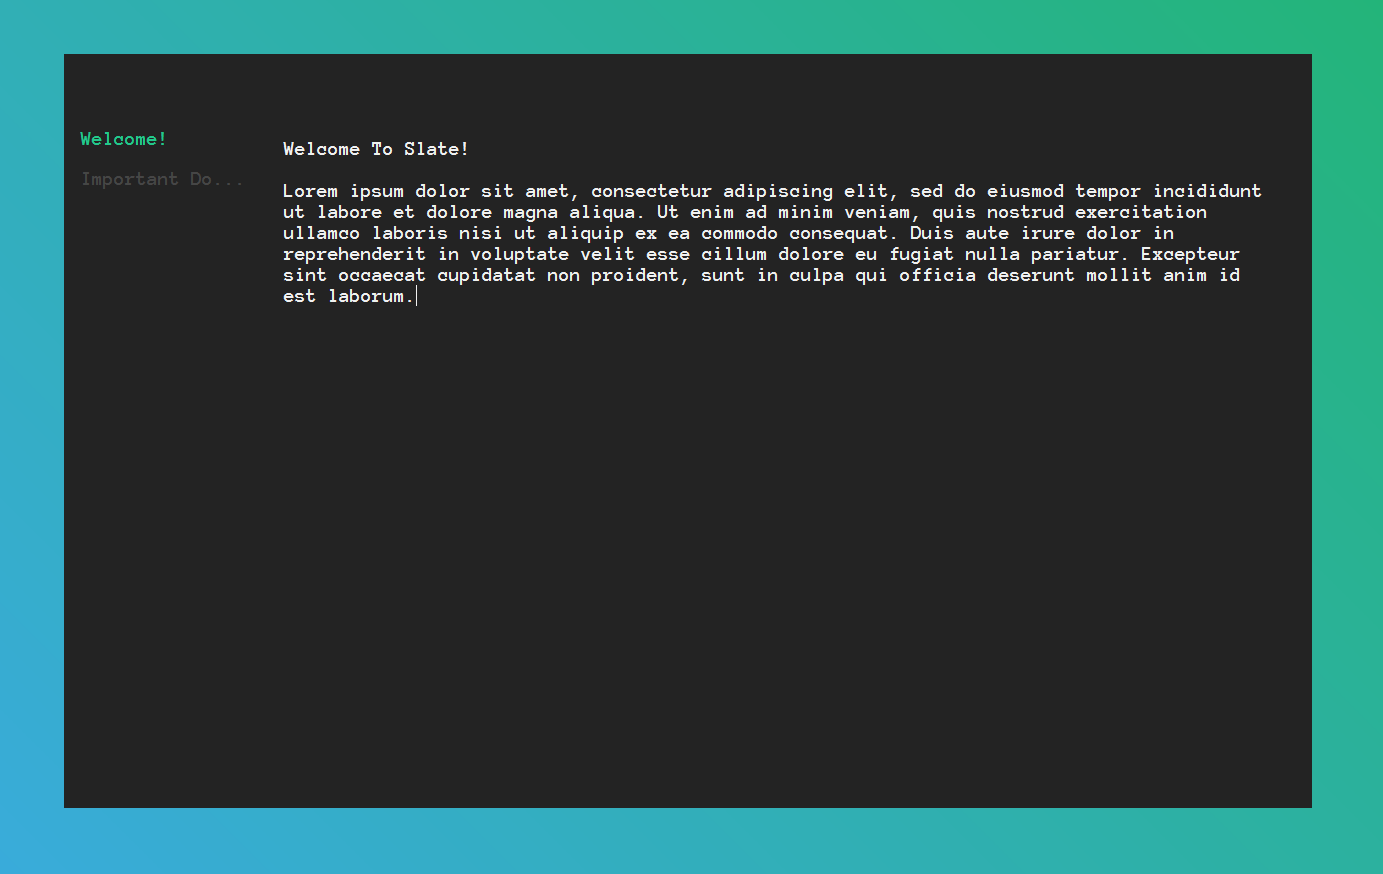 Welcome!
Important Do...
Welcome To Slate!
Lorem ipsum dolor sit amet, consectetur adipiscing elit, sed do eiusmod tempor incididunt
ut labore et dolore magna aliqua. Ut enim ad minim veniam, quis nostrud exercitation
ullamco laboris nisi ut aliquip ex ea commodo consequat. Duis aute irure dolor in
reprehenderit in voluptate velit esse cillum dolore eu fugiat nulla pariatur. Excepteur
sint occaecat cupidatat non proident, sunt in culpa qui officia deserunt mollit anim id
est laborum.